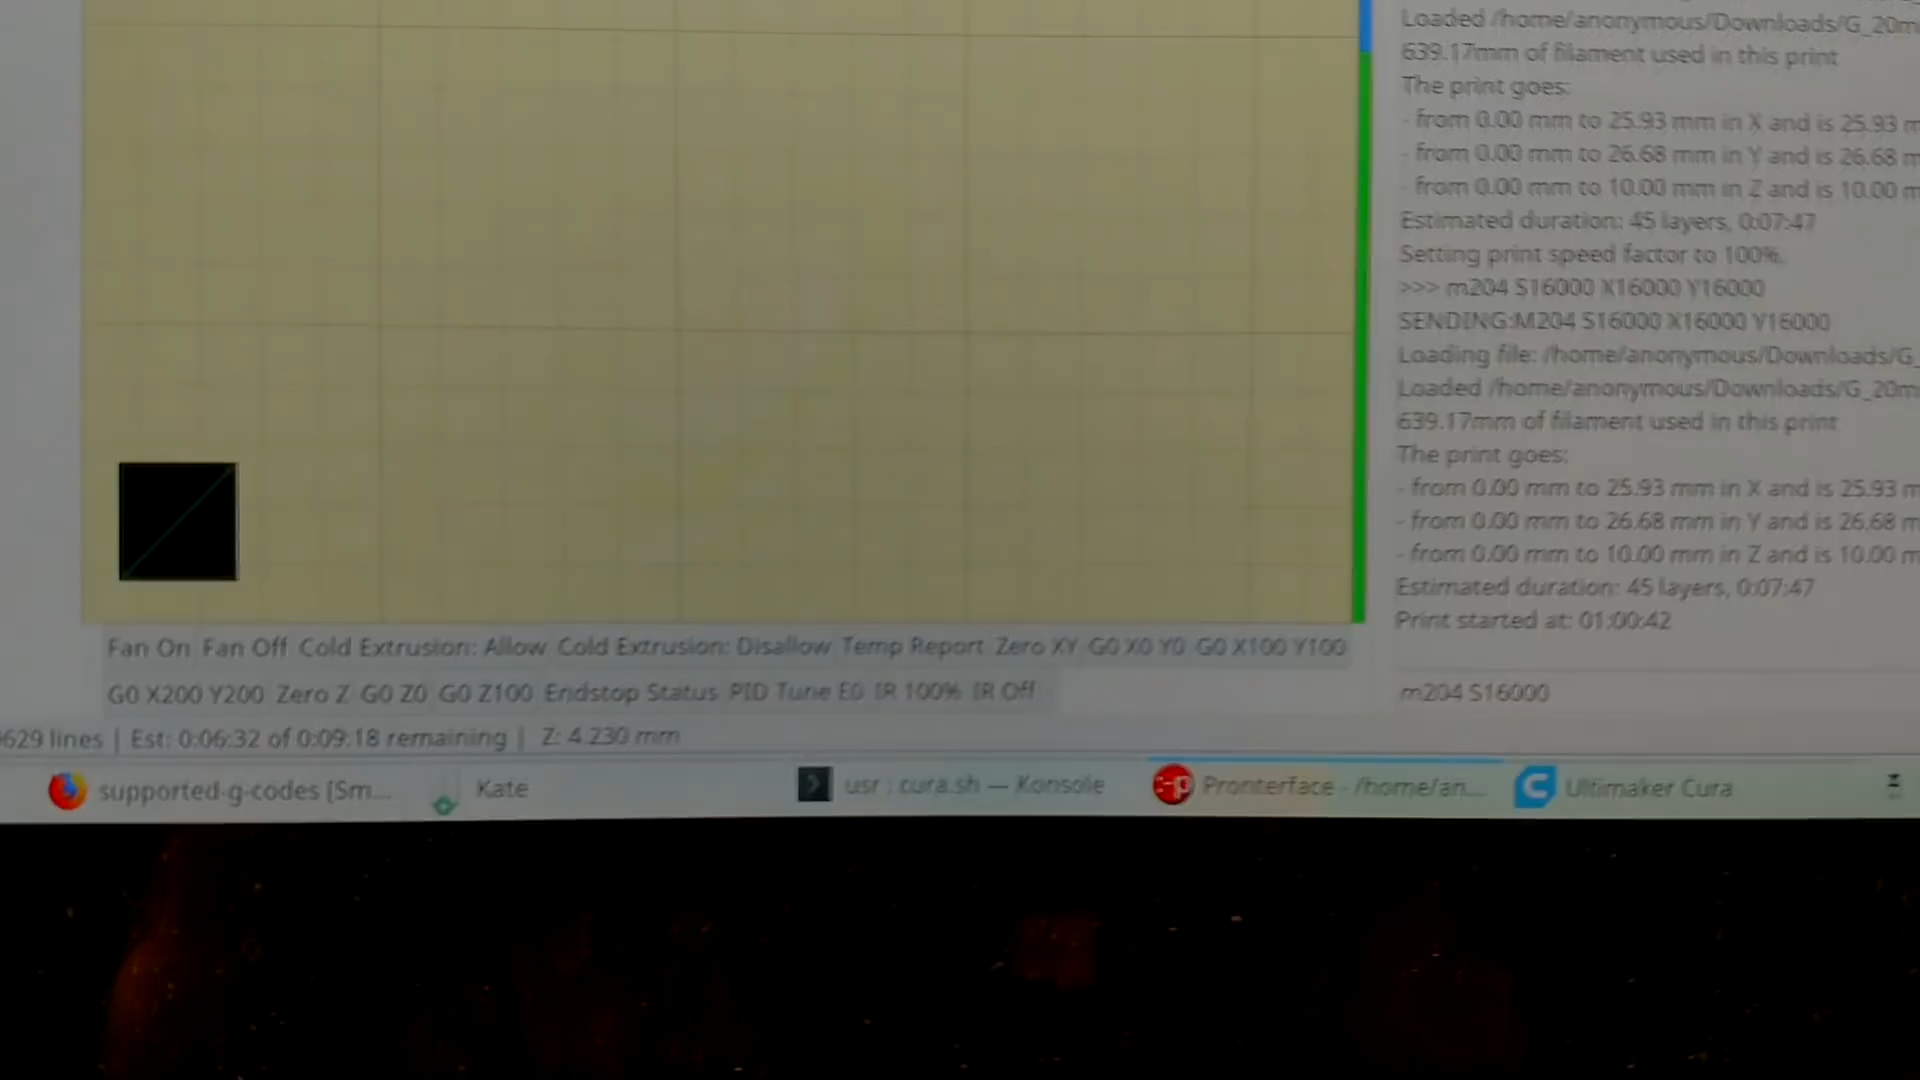 Loaded /home/anonymous/Downloads/G_20m
639.17mm of filament used in this print
The print goes:
- from 0.00 mm to 25.93 mm in X and is 25.93 m
- from 0.00 mm to 26.68 mm in Y and is 26.68 m
- from 0.00 mm to 10.00 mm in Z and is 10.00 m
Estimated duration: 45 layers, 0:07:47
Setting print speed factor to 100%.
>>> m204 S16000 X16000 Y16000
SENDING:M204 S16000 X16000 Y16000
Loading file: /home/anonymous/Downloads/G_
Loaded /home/anonymous/Downloads/G_20m
639.17mm of filament used in this print
The print goes:
- from 0.00 mm to 25.93 mm in X and is 25.93 m
- from 0.00 mm to 26.68 mm in Y and is 26.68 m
- from 0.00 mm to 10.00 mm in Z and is 10.00 m
Estimated duration: 45 layers, 0:07:47
Print started at: 01:00:42
Fan On Fan Off Cold Extrusion: Allow Cold Extrusion: Disallow Temp Report Zero XY G0 X0 Y0 G0 X100 Y100
G0 X200 Y200 Zero Z G0 Z0 G0 Z100 Endstop Status PID Tune E0 IR 100% IR Off
m204 S16000
629 lines | Est: 0:06:32 of 0:09:18 remaining | Z: 4.230 mm
supported-g-codes [Sm... Kate usr : cura.sh — Konsole Pronterface - /home/an... Ultimaker Cura